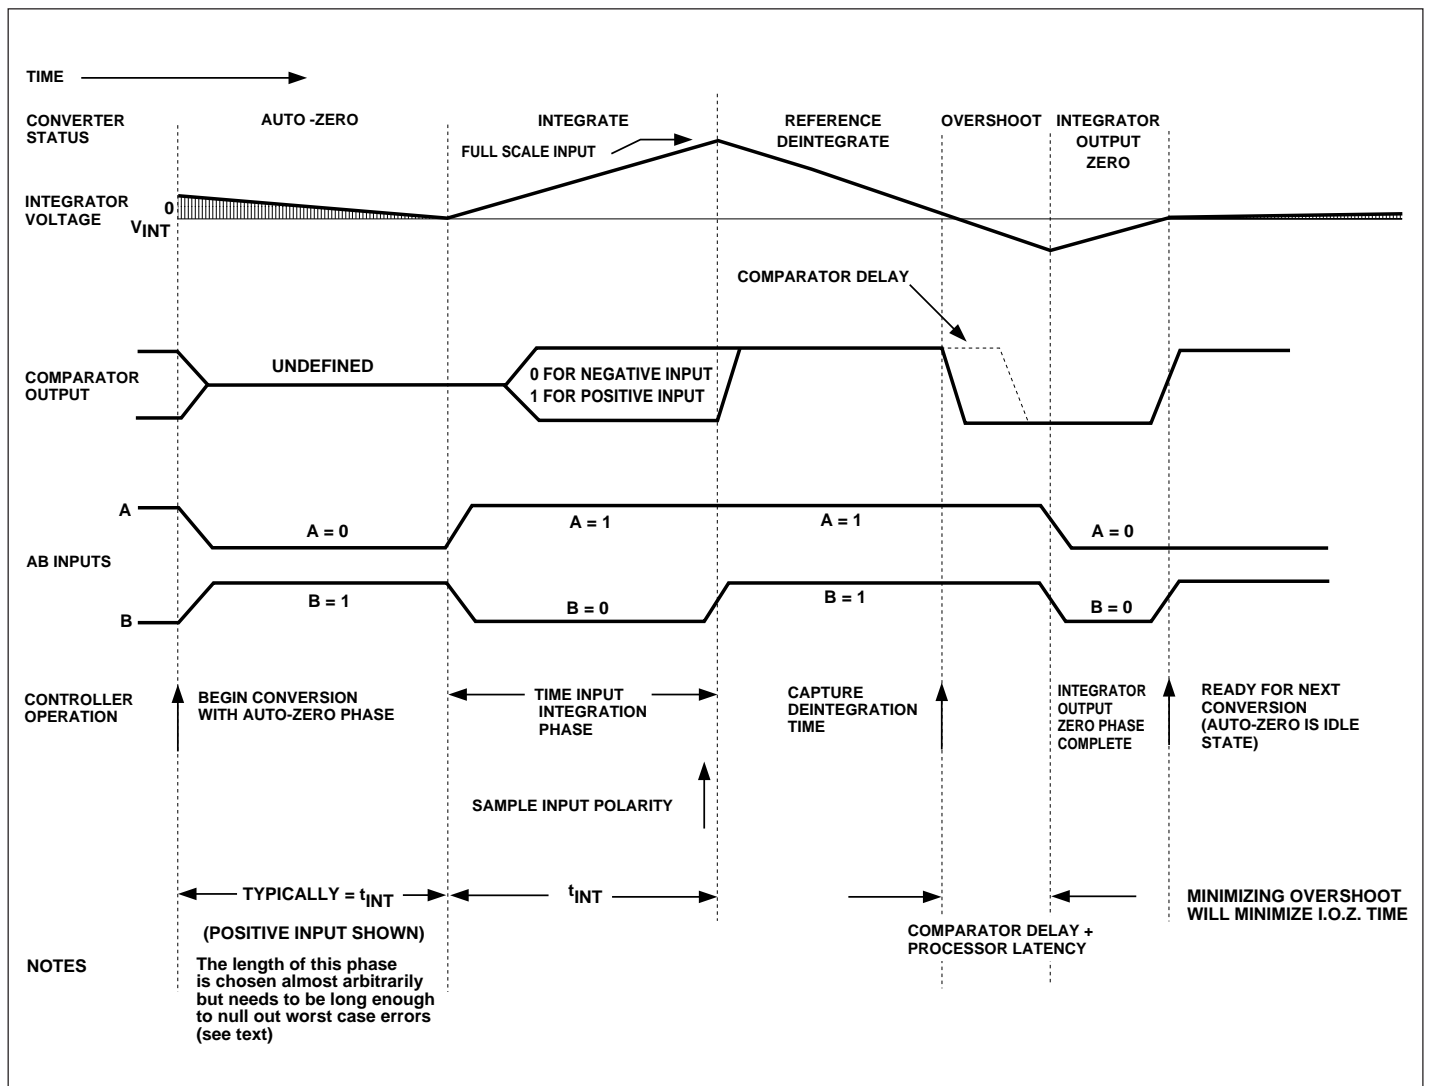 TIME
CONVERTER
STATUS
AUTO -ZERO
INTEGRATE
REFERENCE
DEINTEGRATE
OVERSHOOT
INTEGRATOR
OUTPUT
ZERO
FULL SCALE INPUT
INTEGRATOR
VOLTAGE
0
VINT
COMPARATOR DELAY
COMPARATOR
OUTPUT
UNDEFINED
0 FOR NEGATIVE INPUT
1 FOR POSITIVE INPUT
A
A = 0
A = 1
A = 1
A = 0
AB INPUTS
B
B = 1
B = 0
B = 1
B = 0
CONTROLLER
OPERATION
BEGIN CONVERSION
WITH AUTO-ZERO PHASE
TIME INPUT
INTEGRATION
PHASE
CAPTURE
DEINTEGRATION
TIME
INTEGRATOR
OUTPUT
ZERO PHASE
COMPLETE
READY FOR NEXT
CONVERSION
(AUTO-ZERO IS IDLE
STATE)
SAMPLE INPUT POLARITY
TYPICALLY = tINT
tINT
MINIMIZING OVERSHOOT
WILL MINIMIZE I.O.Z. TIME
COMPARATOR DELAY +
PROCESSOR LATENCY
(POSITIVE INPUT SHOWN)
NOTES
The length of this phase
is chosen almost arbitrarily
but needs to be long enough
to null out worst case errors
(see text)